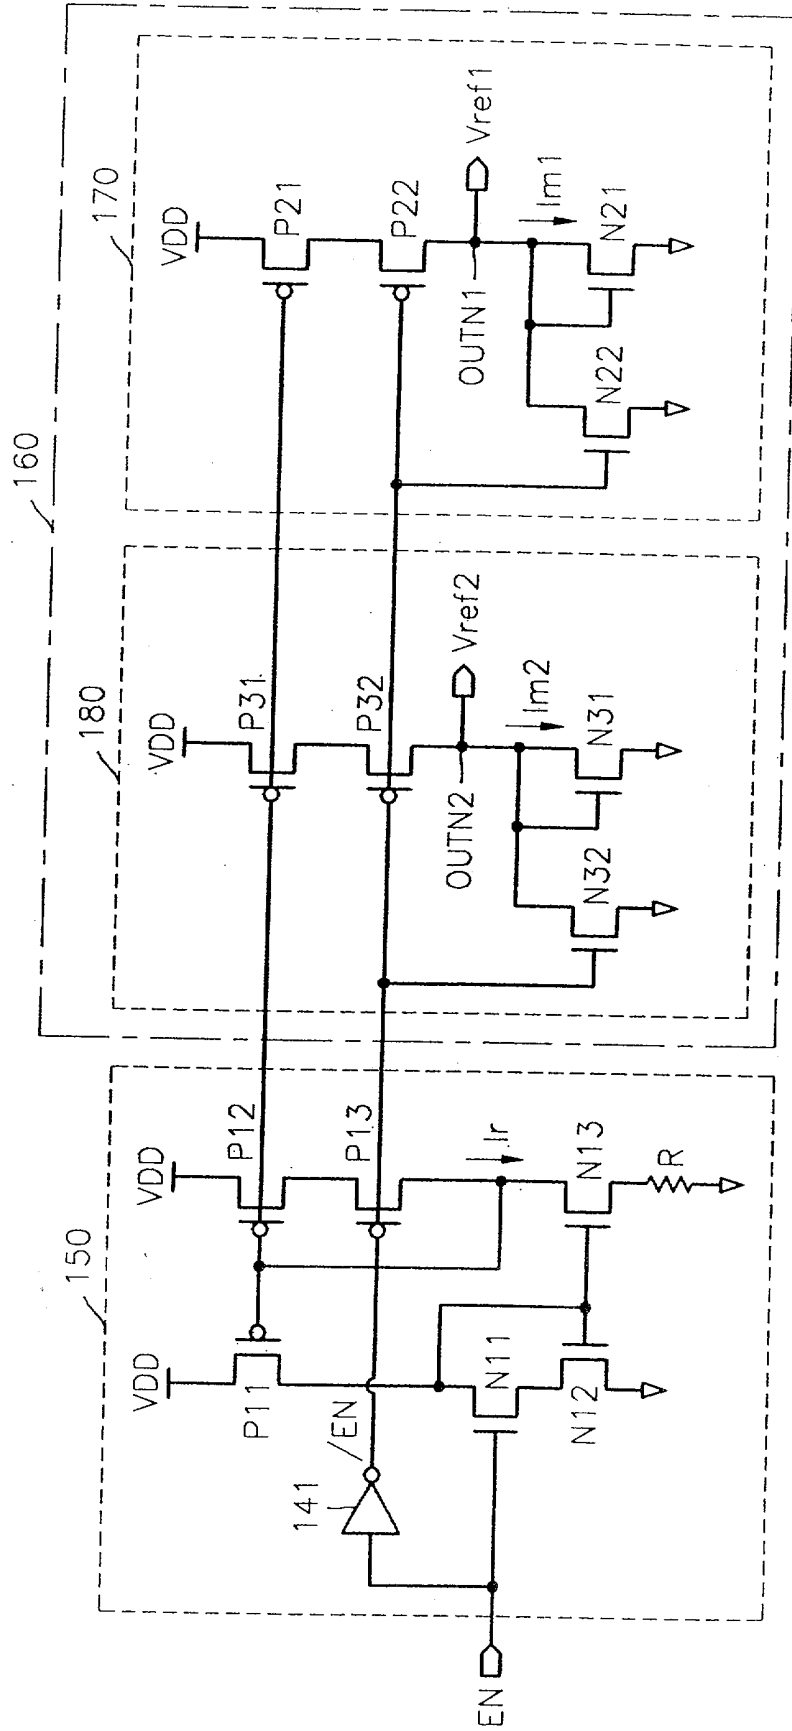 160
150
180
170
VDD
VDD
VDD
VDD
P11
P12
P31
P21
141
/EN
P13
P32
P22
OUTN2
Vref2
OUTN1
Vref1
Ir
Im2
Im1
EN
N11
N12
N13
N32
N31
N22
N21
R